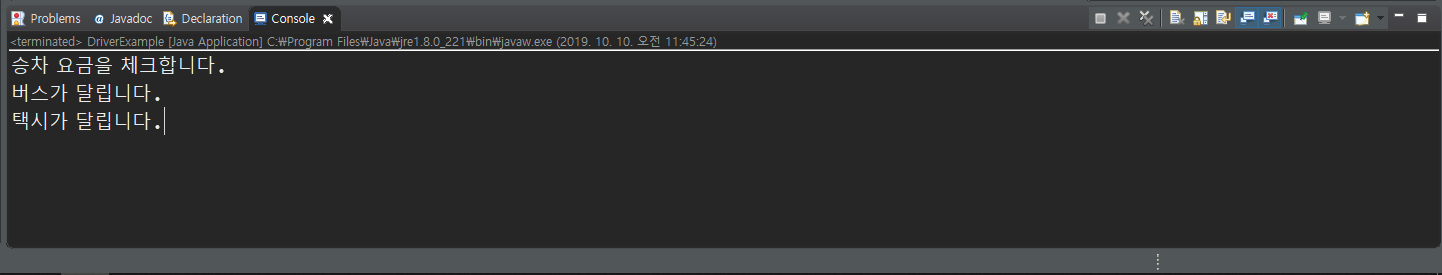 Problems @ Javadoc Declaration Console
<terminated> DriverExample [Java Application] C:₩Program Files₩Java₩jre1.8.0_221₩bin₩javaw.exe (2019. 10. 10. 오전 11:45:24)
승차 요금을 체크합니다.
버스가 달립니다.
택시가 달립니다.